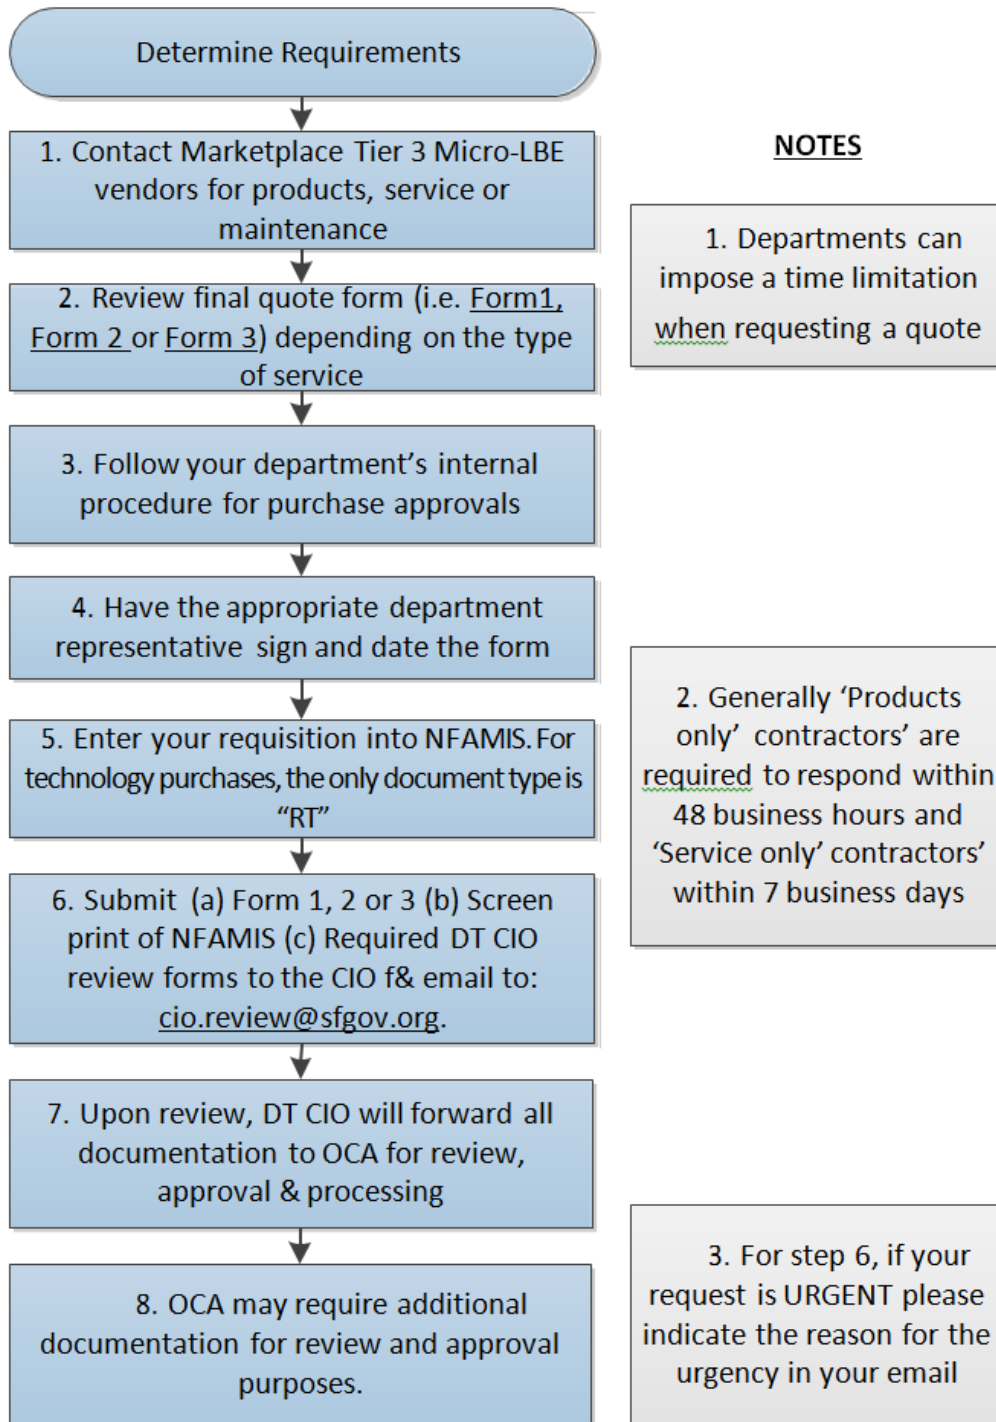 Determine Requirements
1. Contact Marketplace Tier 3 Micro-LBE
vendors for products, service or
maintenance
2. Review final quote form (i.e. Form1,
Form 2 or Form 3) depending on the type
of service
3. Follow your department’s internal
procedure for purchase approvals
4. Have the appropriate department
representative sign and date the form
5. Enter your requisition into NFAMIS. For
technology purchases, the only document type is
“RT”
6. Submit (a) Form 1, 2 or 3 (b) Screen
print of NFAMIS (c) Required DT CIO
review forms to the CIO f& email to:
cio.review@sfgov.org.
7. Upon review, DT CIO will forward all
documentation to OCA for review,
approval & processing
8. OCA may require additional
documentation for review and approval
purposes.
NOTES
1. Departments can
impose a time limitation
when requesting a quote
2. Generally ‘Products
only’ contractors’ are
required to respond within
48 business hours and
‘Service only’ contractors’
within 7 business days
3. For step 6, if your
request is URGENT please
indicate the reason for the
urgency in your email